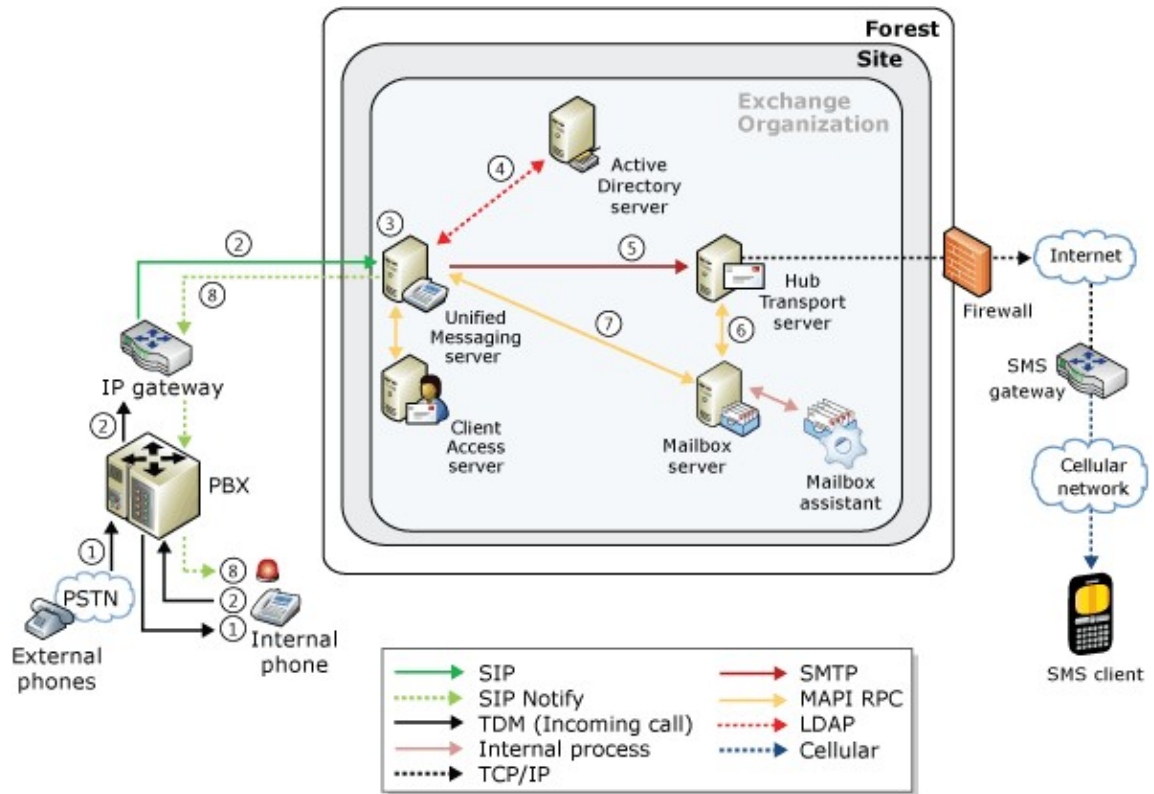 Forest
Site
Exchange
Organization
4
Active
Directory
server
3
2
5
8
Unified
Messaging
server
7
Hub
Transport
server
6
Firewall
Internet
IP gateway
SMS
gateway
2
Client
Access
server
Mailbox
server
Mailbox
assistant
Cellular
network
PBX
1
8
PSTN
2
1
Internal
phone
External
phones
SMS client
SIP
SIP Notify
TDM (Incoming call)
Internal process
TCP/IP
SMTP
MAPI RPC
LDAP
Cellular